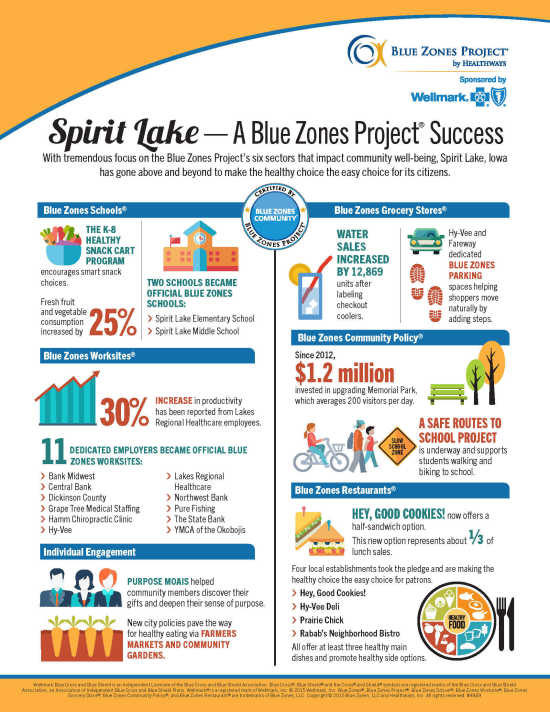 BLUE ZONES PROJECT®
by HEALTHWAYS
Sponsored by
Wellmark.
Spirit Lake — A Blue Zones Project® Success
With tremendous focus on the Blue Zones Project's six sectors that impact community well-being, Spirit Lake, Iowa
has gone above and beyond to make the healthy choice the easy choice for its citizens.
CERTIFIED BY
BLUE ZONES
COMMUNITY®
BLUE ZONES PROJECT®
Blue Zones Schools®
THE K-8
HEALTHY
SNACK CART
PROGRAM
encourages smart snack
choices.
Fresh fruit
and vegetable
consumption
increased by
25%
TWO SCHOOLS BECAME
OFFICIAL BLUE ZONES
SCHOOLS:
> Spirit Lake Elementary School
> Spirit Lake Middle School
Blue Zones Worksites®
30%
INCREASE in productivity
has been reported from Lakes
Regional Healthcare employees.
11 DEDICATED EMPLOYERS BECAME OFFICIAL BLUE
ZONES WORKSITES:
> Bank Midwest
> Central Bank
> Dickinson County
> Grape Tree Medical Staffing
> Hamm Chiropractic Clinic
> Hy-Vee
> Lakes Regional
Healthcare
> Northwest Bank
> Pure Fishing
> The State Bank
> YMCA of the Okobojis
Individual Engagement
PURPOSE MOAIS helped
community members discover their
gifts and deepen their sense of purpose.
New city policies pave the way
for healthy eating via FARMERS
MARKETS AND COMMUNITY
GARDENS.
Blue Zones Grocery Stores®
WATER
SALES
INCREASED
BY 12,869
units after
labeling
checkout
coolers.
Hy-Vee and
Fareway
dedicated
BLUE ZONES
PARKING
spaces helping
shoppers move
naturally by
adding steps.
Blue Zones Community Policy®
Since 2012,
$1.2 million
invested in upgrading Memorial Park,
which averages 200 visitors per day.
SLOW
SCHOOL
ZONE
A SAFE ROUTES TO
SCHOOL PROJECT
is underway and supports
students walking and
biking to school.
Blue Zones Restaurants®
HEY, GOOD COOKIES! now offers a
half-sandwich option.
This new option represents about 1/3 of
lunch sales.
Four local establishments took the pledge and are making the
healthy choice the easy choice for patrons.
> Hey, Good Cookies!
> Hy-Vee Deli
> Prairie Chick
> Rabab's Neighborhood Bistro
All offer at least three healthy main
dishes and promote healthy side options.
HEALTHY
FOOD